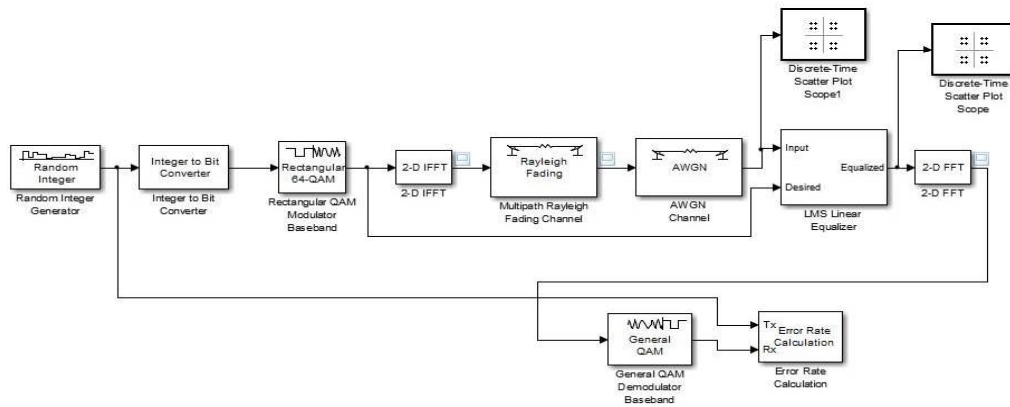 Discrete-Time
Scatter Plot
Scope1
Discrete-Time
Scatter Plot
Scope
Random
Integer
Random Integer
Generator
Integer to Bit
Converter
Integer to Bit
Converter
Rectangular
64-QAM
Rectangular QAM
Modulator
Baseband
2-D IFFT
2-D IFFT
Rayleigh
Fading
Multipath Rayleigh
Fading Channel
AWGN
AWGN
Channel
Input
Desired
Equalized
LMS Linear
Equalizer
2-D FFT
2-D FFT
General
QAM
General QAM
Demodulator
Baseband
Tx
Rx
Error Rate
Calculation
Error Rate
Calculation